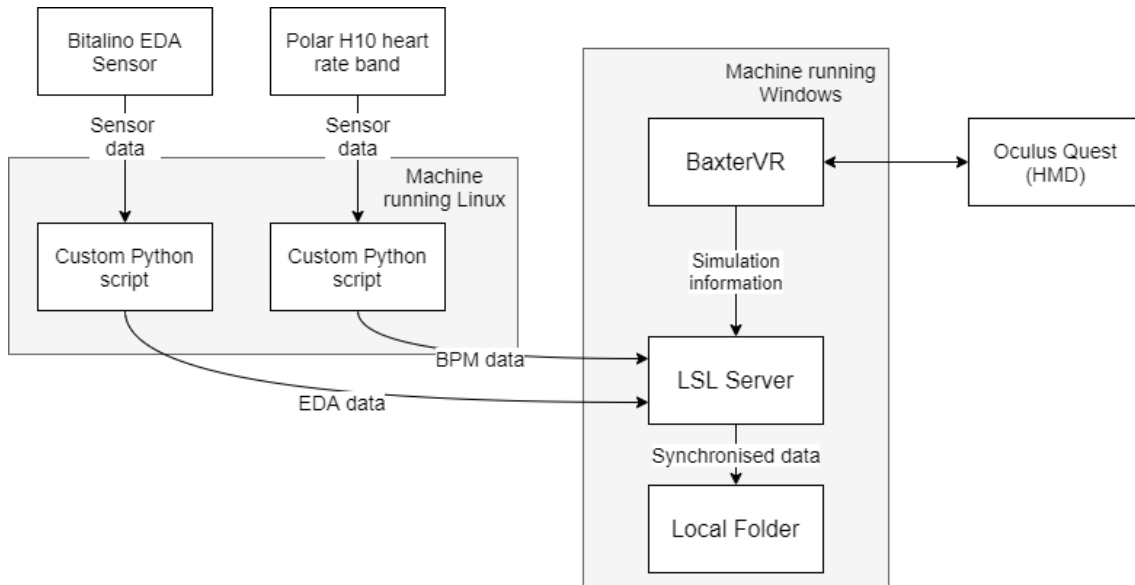 Bitalino EDA
Sensor
Polar H10 heart
rate band
Machine running
Windows
Sensor
data
Sensor
data
BaxterVR
Oculus Quest
(HMD)
Machine
running Linux
Custom Python
script
Custom Python
script
Simulation
information
BPM data
LSL Server
EDA data
Synchronised data
Local Folder